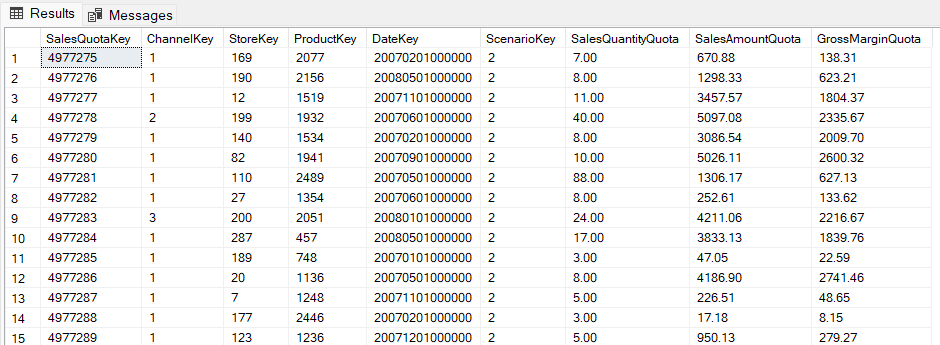 Results Messages
SalesQuotaKey ChannelKey StoreKey ProductKey DateKey ScenarioKey SalesQuantityQuota SalesAmountQuota GrossMarginQuota
1 4977275 1 169 2077 20070201000000 2 7.00 670.88 138.31
2 4977276 1 190 2156 20080501000000 2 8.00 1298.33 623.21
3 4977277 1 12 1519 20071101000000 2 11.00 3457.57 1804.37
4 4977278 2 199 1932 20070601000000 2 40.00 5097.08 2335.67
5 4977279 1 140 1534 20070201000000 2 8.00 3086.54 2009.70
6 4977280 1 82 1941 20070901000000 2 10.00 5026.11 2600.32
7 4977281 1 110 2489 20070501000000 2 88.00 1306.17 627.13
8 4977282 1 27 1354 20070601000000 2 8.00 252.61 133.62
9 4977283 3 200 2051 20080101000000 2 24.00 4211.06 2216.67
10 4977284 1 287 457 20080501000000 2 17.00 3833.13 1839.76
11 4977285 1 189 748 20070101000000 2 3.00 47.05 22.59
12 4977286 1 20 1136 20070501000000 2 8.00 4186.90 2741.46
13 4977287 1 7 1248 20071101000000 2 5.00 226.51 48.65
14 4977288 1 177 2446 20070201000000 2 3.00 17.18 8.15
15 4977289 1 123 1236 20071201000000 2 5.00 950.13 279.27